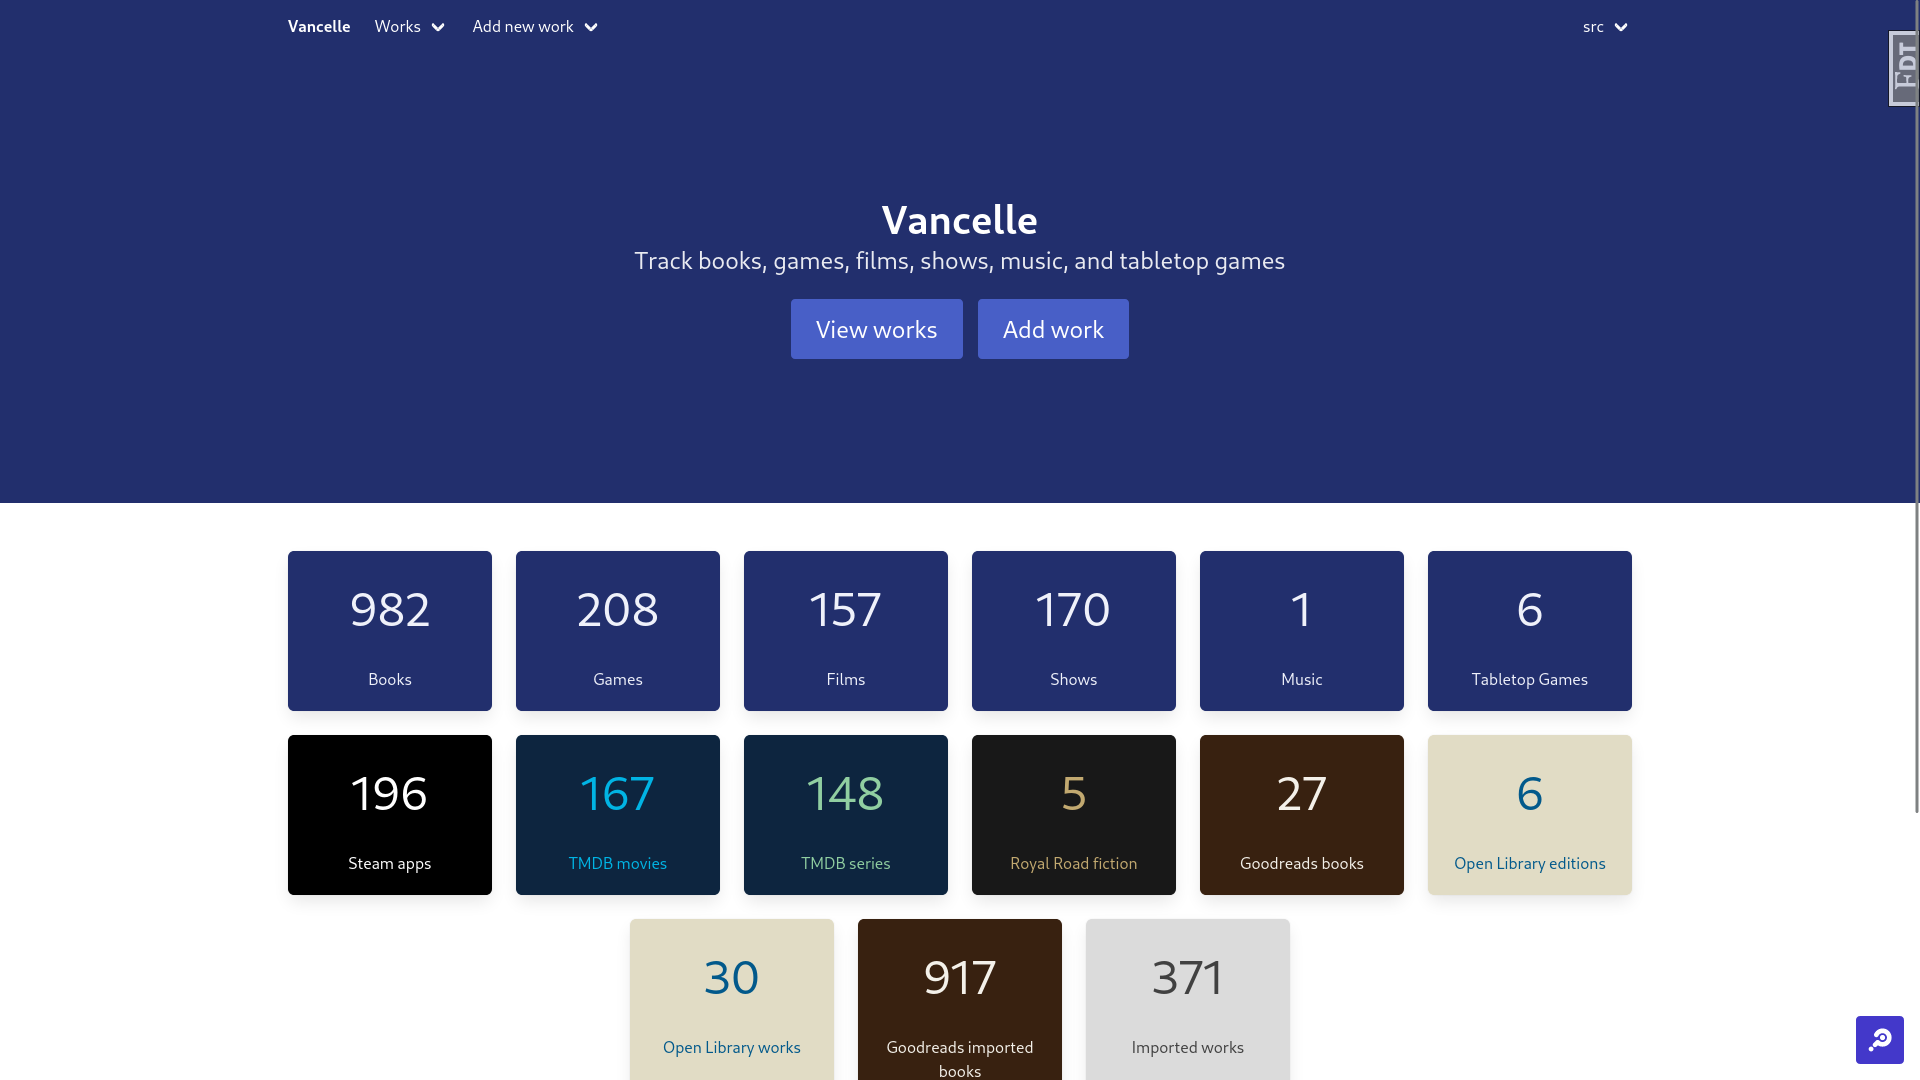 Vancelle
Works
Add new work
src
FDT
Vancelle
Track books, games, films, shows, music, and tabletop games
View works
Add work
982
Books
208
Games
157
Films
170
Shows
1
Music
6
Tabletop Games
196
Steam apps
167
TMDB movies
148
TMDB series
5
Royal Road fiction
27
Goodreads books
6
Open Library editions
30
Open Library works
917
Goodreads imported
books
371
Imported works